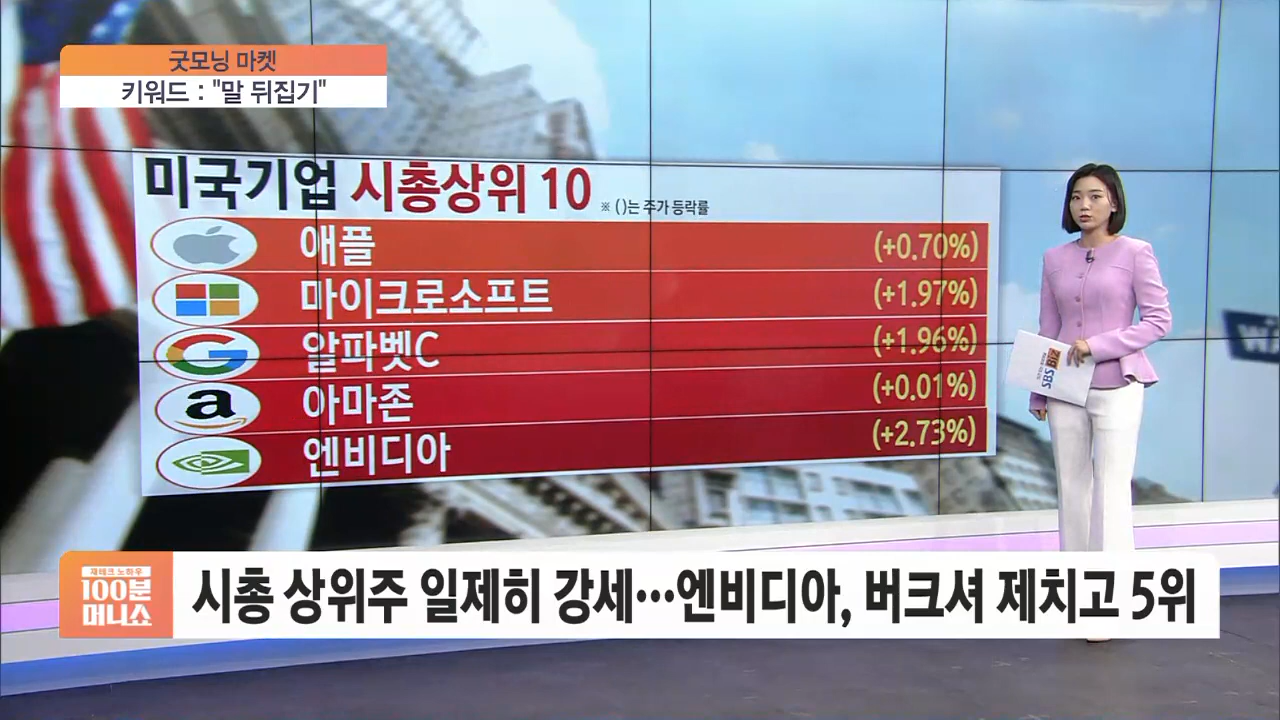 굿모닝 마켓
키워드 : "말 뒤집기"
미국기업 시총상위 10 ※ ( )는 주가 등락률
애플 (+0.70%)
마이크로소프트 (+1.97%)
알파벳C (+1.96%)
아마존 (+0.01%)
엔비디아 (+2.73%)
SBS Biz
재테크 노하우
100분
머니쇼
시총 상위주 일제히 강세…엔비디아, 버크셔 제치고 5위